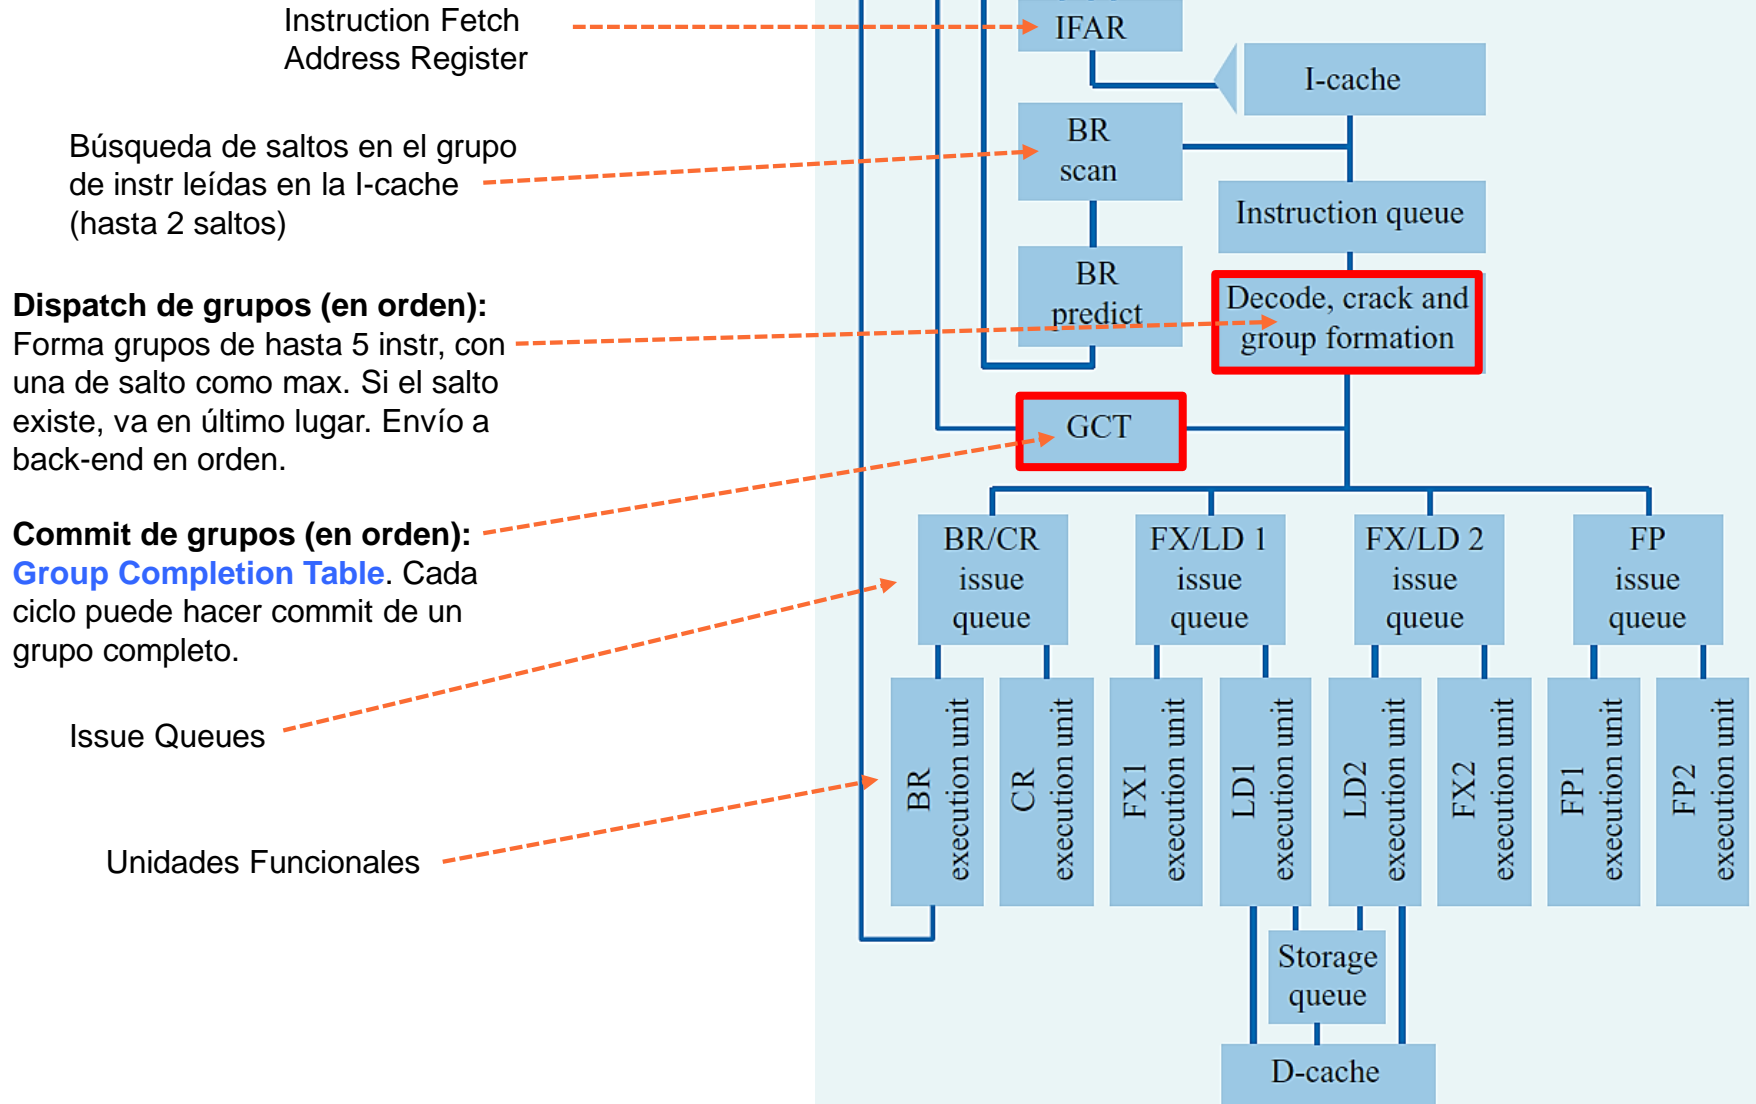 Instruction Fetch
Address Register
Búsqueda de saltos en el grupo
de instr leídas en la I-cache
(hasta 2 saltos)
Dispatch de grupos (en orden):
Forma grupos de hasta 5 instr, con
una de salto como max. Si el salto
existe, va en último lugar. Envío a
back-end en orden.
Commit de grupos (en orden):
Group Completion Table. Cada
ciclo puede hacer commit de un
grupo completo.
Issue Queues
Unidades Funcionales
IFAR
I-cache
BR
scan
Instruction queue
BR
predict
Decode, crack and
group formation
GCT
BR/CR
issue
queue
FX/LD 1
issue
queue
FX/LD 2
issue
queue
FP
issue
queue
BR
execution unit
CR
execution unit
FX1
execution unit
LD1
execution unit
LD2
execution unit
FX2
execution unit
FP1
execution unit
FP2
execution unit
Storage
queue
D-cache